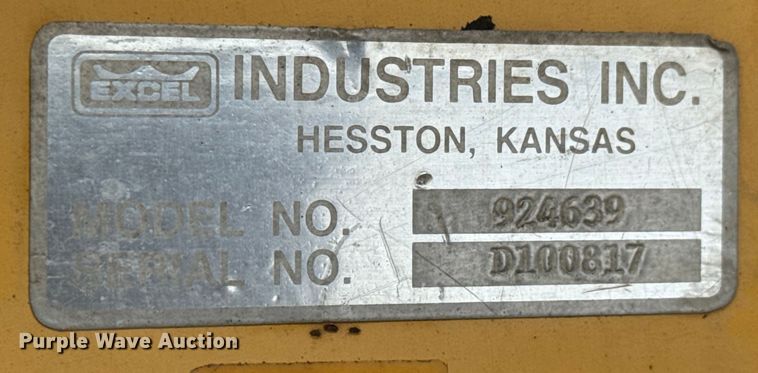 EXCEL INDUSTRIES INC.
HESSTON, KANSAS
MODEL NO. 924639
SERIAL NO. D100817
Purple Wave Auction